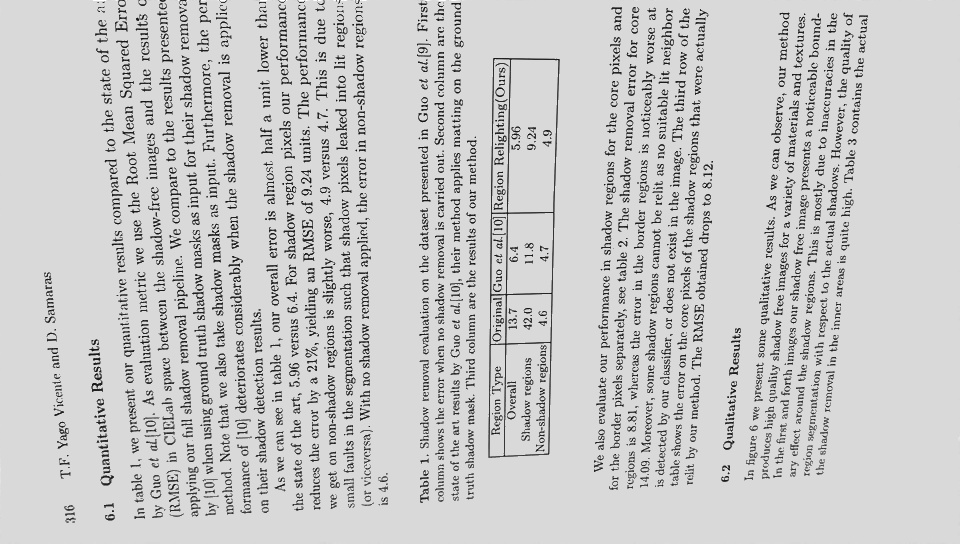 316 T.F. Yago Vicente and D. Samaras
6.1 Quantitative Results
In table 1, we present our quantitative results compared to the state of the
by Guo et al.[10]. As evaluation metric we use the Root Mean Squared
(RMSE) in CIELab space between the shadow-free images and the results
applying our full shadow removal pipeline. We compare to the results
by [10] when using ground truth shadow masks as input for their shadow
method. Note that we also take shadow masks as input. Furthermore, the
formance of [10] deteriorates considerably when the shadow removal is
on their shadow detection results.
As we can see in table 1, our overall error is almost half a unit lower
the state of the art, 5.96 versus 6.4. For shadow region pixels our
reduces the error by a 21%, yielding an RMSE of 9.24 units. The
we get on non-shadow regions is slightly worse, 4.9 versus 4.7. This is due to
small faults in the segmentation such that shadow pixels leaked into lit
(or viceversa). With no shadow removal applied, the error in non-shadow regions
is 4.6.
Table 1. Shadow removal evaluation on the dataset presented in Guo et al.[9]. First
column shows the error when no shadow removal is carried out. Second column are the
state of the art results by Guo et al.[10], their method applies matting on the ground
truth shadow mask. Third column are the results of our method.
Region Type Original Guo et al.[10] Region Relighting(Ours)
Overall 13.7 6.4 5.96
Shadow regions 42.0 11.8 9.24
Non-shadow regions 4.6 4.7 4.9
We also evaluate our performance in shadow regions for the core pixels and
for the border pixels separately, see table 2. The shadow removal error for core
regions is 8.81, whereas the error in the border regions is noticeably worse at
14.09. Moreover, some shadow regions cannot be relit as no suitable lit neighbor
is detected by our classifier, or does not exist in the image. The third row of the
table shows the error on the core pixels of the shadow regions that were actually
relit by our method. The RMSE obtained drops to 8.12.
6.2 Qualitative Results
In figure 6 we present some qualitative results. As we can observe, our method
produces high quality shadow free images for a variety of materials and textures.
In the first and forth images our shadow free image presents a noticeable bound-
ary effect around the shadow regions. This is mostly due to inaccuracies in the
region segmentation with respect to the actual shadows. However, the quality of
the shadow removal in the inner areas is quite high. Table 3 contains the actual